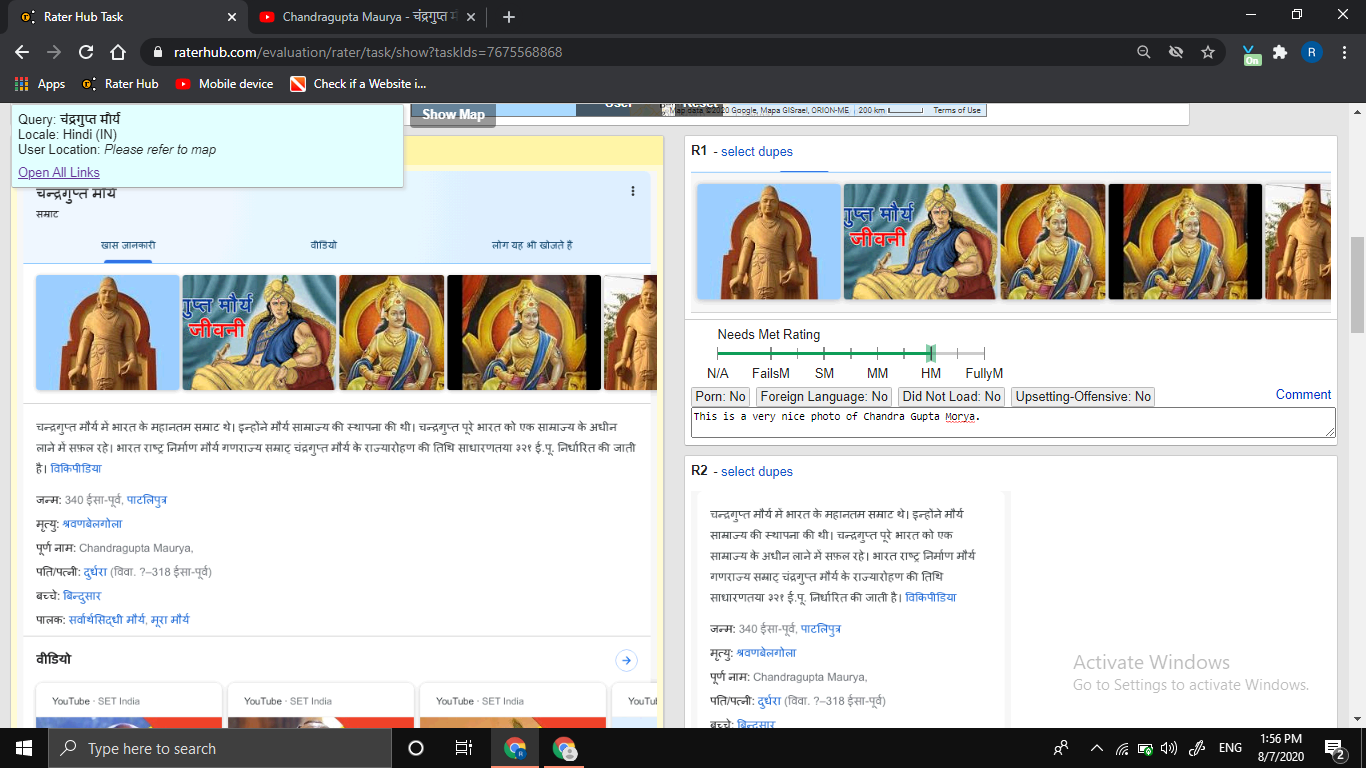 Rater Hub Task
Chandragupta Maurya - चंद्रगुप्त
raterhub.com/evaluation/rater/task/show?taskIds=7675568868
R
On
Apps
Rater Hub
Mobile device
Check if a Website i...
Query: चंद्रगुप्त मौर्य
Locale: Hindi (IN)
User Location: Please refer to map
Open All Links
Show Map
User
Reset
Map data ©2020 Google, Mapa GISrael, ORION-ME
200 km
Terms of Use
चन्द्रगुप्त मौर्य
सम्राट
खास जानकारी
वीडियो
लोग यह भी खोजते है
गुप्त मौर्य
जीवनी
चन्द्रगुप्त मौर्य में भारत के महानतम सम्राट थे। इन्होंने मौर्य साम्राज्य की स्थापना की थी। चन्द्रगुप्त पूरे भारत को एक साम्राज्य के अधीन
लाने में सफ़ल रहे। भारत राष्ट्र निर्माण मौर्य गणराज्य सम्राट् चंद्रगुप्त मौर्य के राज्यारोहण की तिथि साधारणतया ३२१ ई.पू. निर्धारित की जाती
है। विकिपीडिया
जन्म: 340 ईसा-पूर्व, पाटलिपुत्र
मृत्यु: श्रवणबेलगोला
पूर्ण नाम: Chandragupta Maurya,
पति/पत्नी: दुर्धरा (विवा. ?–318 ईसा-पूर्व)
बच्चे: बिन्दुसार
पालक: सर्वार्थसिद्धी मौर्य, मूरा मौर्य
वीडियो
YouTube · SET India
YouTube · SET India
YouTube · SET India
YouTub
R1 - select dupes
गुप्त मौर्य
जीवनी
Needs Met Rating
N/A FailsM SM MM HM FullyM
Porn: No Foreign Language: No Did Not Load: No Upsetting-Offensive: No Comment
This is a very nice photo of Chandra Gupta Morya.
R2 - select dupes
चन्द्रगुप्त मौर्य में भारत के महानतम सम्राट थे। इन्होंने मौर्य
साम्राज्य की स्थापना की थी। चन्द्रगुप्त पूरे भारत को एक
साम्राज्य के अधीन लाने में सफ़ल रहे। भारत राष्ट्र निर्माण मौर्य
गणराज्य सम्राट् चंद्रगुप्त मौर्य के राज्यारोहण की तिथि
साधारणतया ३२१ ई.पू. निर्धारित की जाती है। विकिपीडिया
जन्म: 340 ईसा-पूर्व, पाटलिपुत्र
मृत्यु: श्रवणबेलगोला
पूर्ण नाम: Chandragupta Maurya,
पति/पत्नी: दुर्धरा (विवा. ?–318 ईसा-पूर्व)
बच्चे: बिन्दुसार
Activate Windows
Go to Settings to activate Windows.
Type here to search
R
ENG
1:56 PM
8/7/2020
2